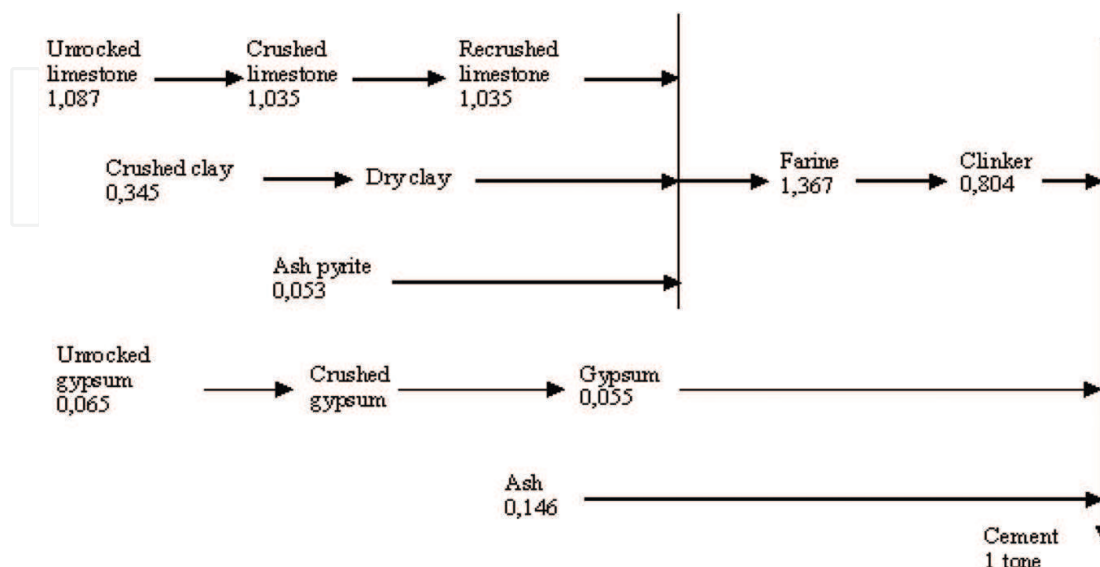 Unrocked
limestone
1,087
Crushed
limestone
1,035
Recrushed
limestone
1,035
Crushed clay
0,345
Dry clay
Farine
1,367
Clinker
0,804
Ash pyrite
0,053
Unrocked
gypsum
0,065
Crushed
gypsum
Gypsum
0,055
Ash
0,146
Cement
1 tone